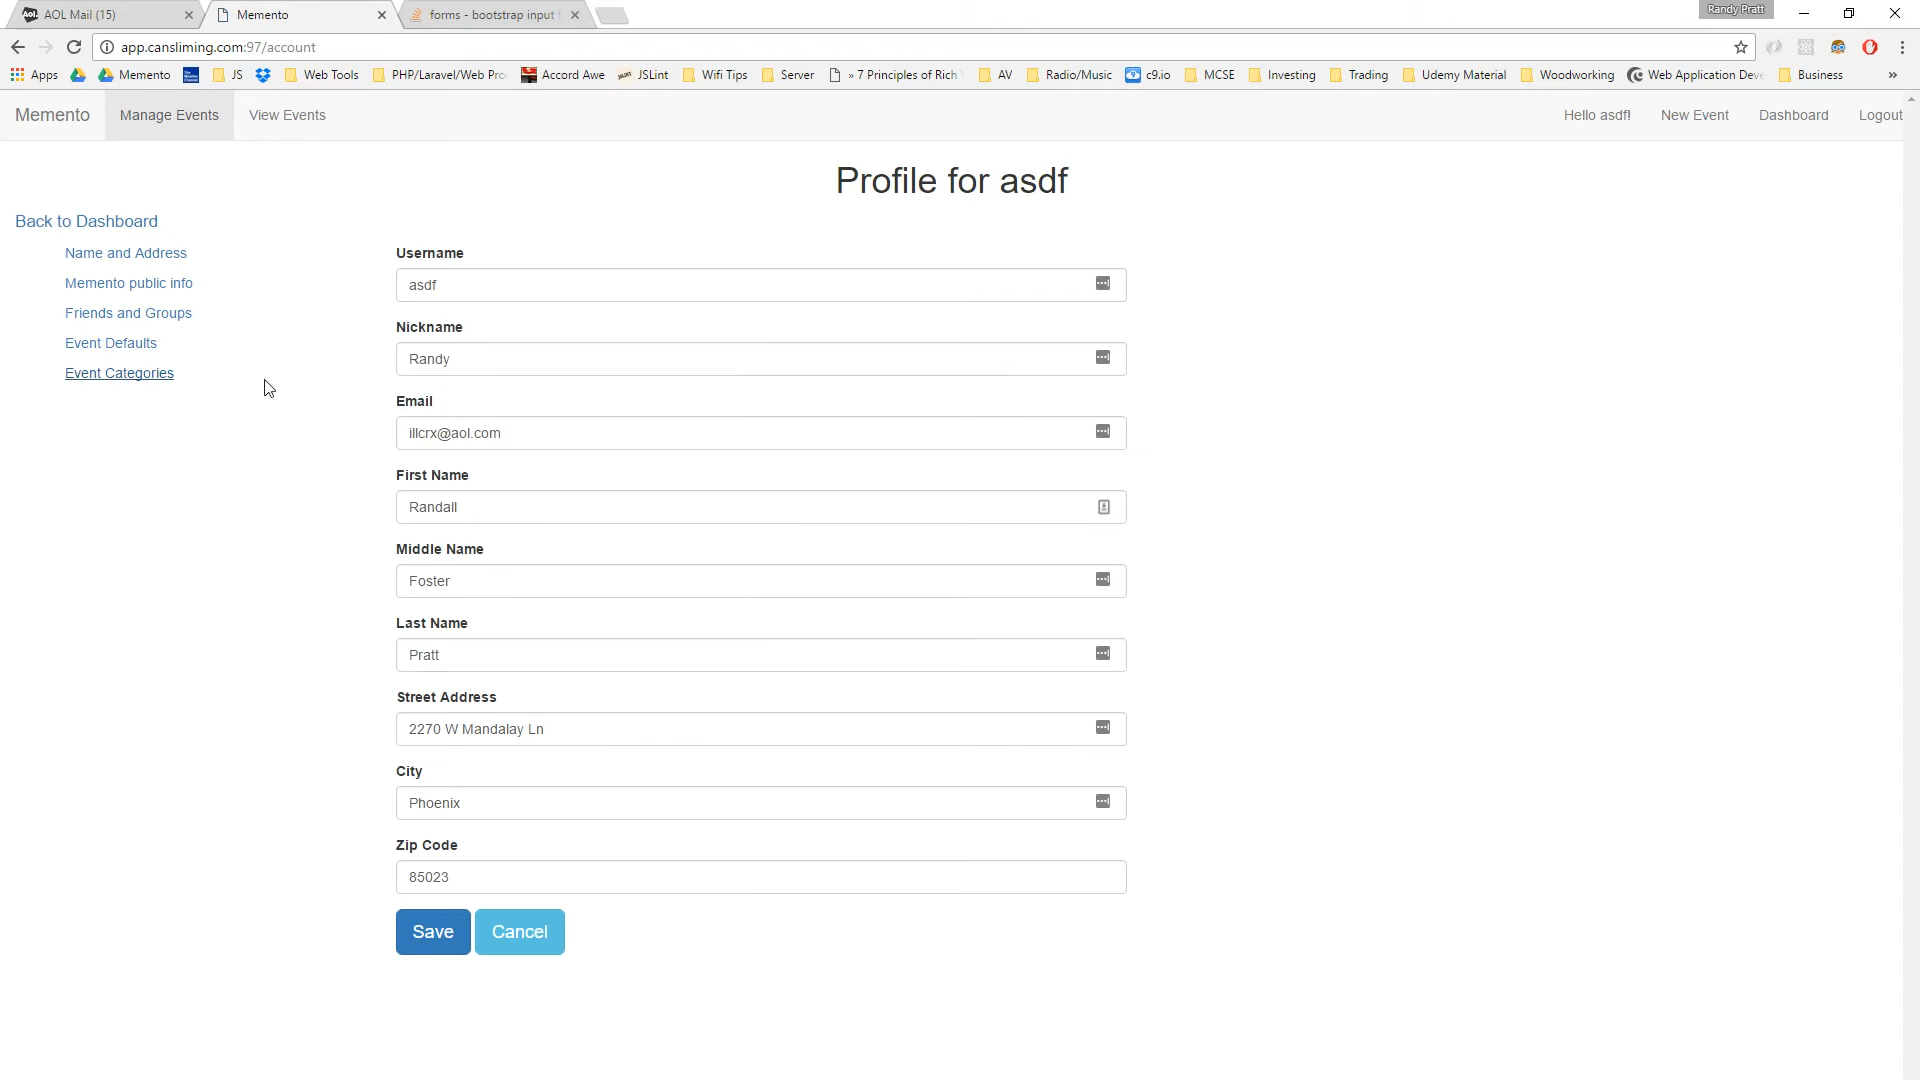 AOL Mail (15)
Memento
forms - bootstrap input
Randy Pratt
app.cansliming.com:97/account
Apps
Memento
JS
Web Tools
PHP/Laravel/Web Pro
Accord Awe
JSLint
Wifi Tips
Server
» 7 Principles of Rich
AV
Radio/Music
c9.io
MCSE
Investing
Trading
Udemy Material
Woodworking
Web Application Deve
Business
»
Memento
Manage Events
View Events
Hello asdf!
New Event
Dashboard
Logout
Profile for asdf
Back to Dashboard
Name and Address
Memento public info
Friends and Groups
Event Defaults
Event Categories
Username
asdf
Nickname
Randy
Email
illcrx@aol.com
First Name
Randall
Middle Name
Foster
Last Name
Pratt
Street Address
2270 W Mandalay Ln
City
Phoenix
Zip Code
85023
Save
Cancel